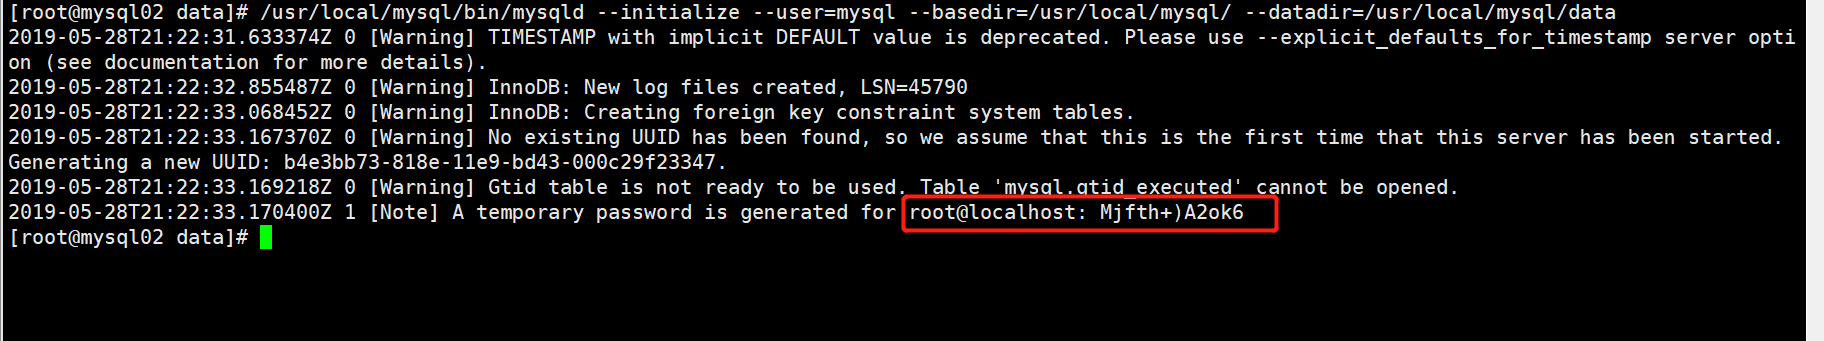 [root@mysql02 data]# /usr/local/mysql/bin/mysqld --initialize --user=mysql --basedir=/usr/local/mysql/ --datadir=/usr/local/mysql/data
2019-05-28T21:22:31.633374Z 0 [Warning] TIMESTAMP with implicit DEFAULT value is deprecated. Please use --explicit_defaults_for_timestamp server opti
on (see documentation for more details).
2019-05-28T21:22:32.855487Z 0 [Warning] InnoDB: New log files created, LSN=45790
2019-05-28T21:22:33.068452Z 0 [Warning] InnoDB: Creating foreign key constraint system tables.
2019-05-28T21:22:33.167370Z 0 [Warning] No existing UUID has been found, so we assume that this is the first time that this server has been started.
Generating a new UUID: b4e3bb73-818e-11e9-bd43-000c29f23347.
2019-05-28T21:22:33.169218Z 0 [Warning] Gtid table is not ready to be used. Table 'mysql.gtid_executed' cannot be opened.
2019-05-28T21:22:33.170400Z 1 [Note] A temporary password is generated for root@localhost: Mjfth+)A2ok6
[root@mysql02 data]#